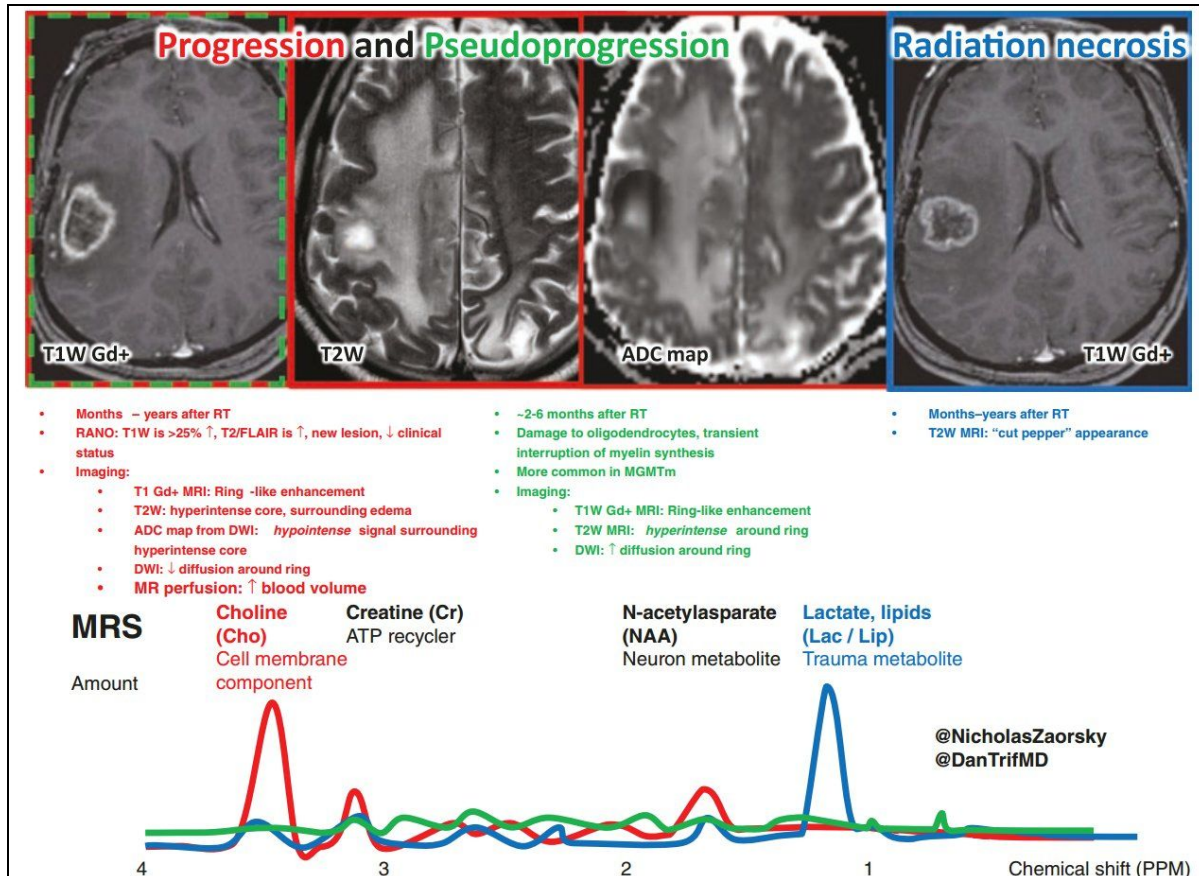 Progression and Pseudoprogression
Radiation necrosis
T1W Gd+
T2W
ADC map
T1W Gd+
• Months – years after RT
• RANO: T1W is >25% ↑, T2/FLAIR is ↑, new lesion, ↓ clinical
status
• Imaging:
• T1 Gd+ MRI: Ring -like enhancement
• T2W: hyperintense core, surrounding edema
• ADC map from DWI: hypointense signal surrounding
hyperintense core
• DWI: ↓ diffusion around ring
• MR perfusion: ↑ blood volume
• ~2-6 months after RT
• Damage to oligodendrocytes, transient
interruption of myelin synthesis
• More common in MGMTm
• Imaging:
• T1W Gd+ MRI: Ring-like enhancement
• T2W MRI: hyperintense around ring
• DWI: ↑ diffusion around ring
• Months–years after RT
• T2W MRI: “cut pepper” appearance
MRS
Amount
Choline
(Cho)
Cell membrane
component
Creatine (Cr)
ATP recycler
N-acetylasparate
(NAA)
Neuron metabolite
Lactate, lipids
(Lac / Lip)
Trauma metabolite
@NicholasZaorsky
@DanTrifMD
4 3 2 1 Chemical shift (PPM)